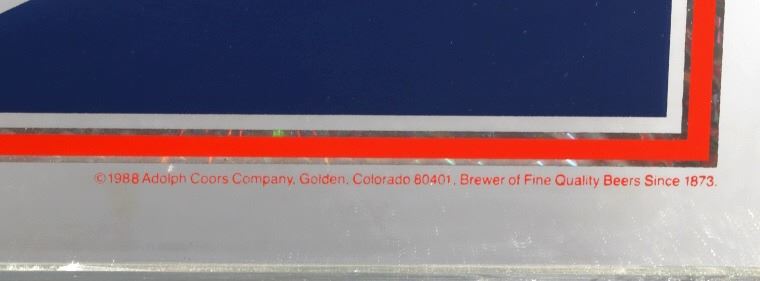 ©1988 Adolph Coors Company, Golden, Colorado 80401, Brewer of Fine Quality Beers Since 1873.